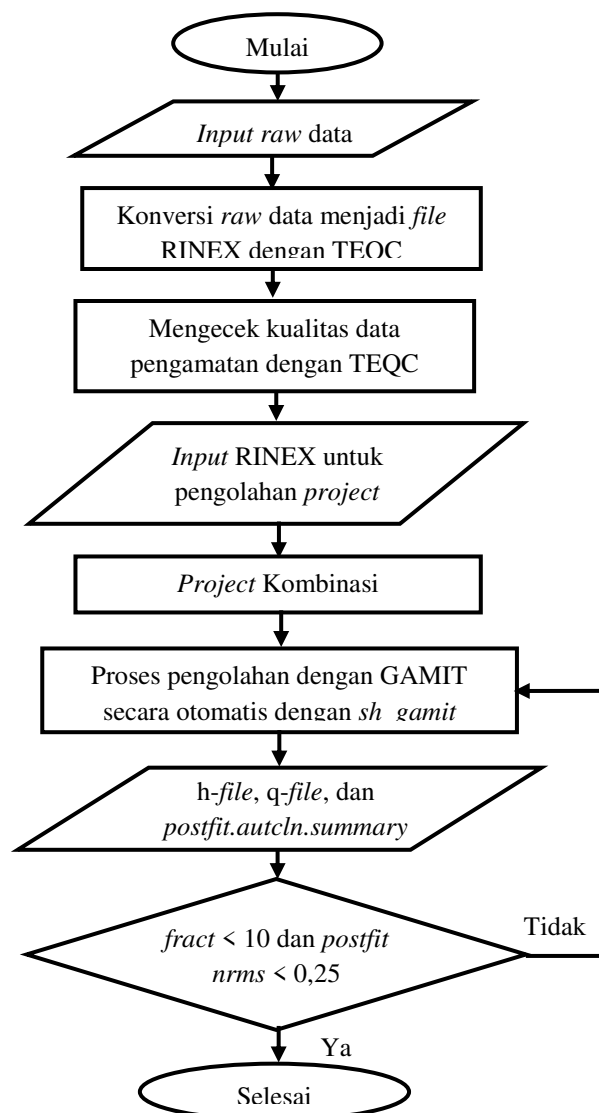 Mulai
Input raw data
Konversi raw data menjadi file
RINEX dengan TEQC
Mengecek kualitas data
pengamatan dengan TEQC
Input RINEX untuk
pengolahan project
Project Kombinasi
Proses pengolahan dengan GAMIT
secara otomatis dengan sh_gamit
h-file, q-file, dan
postfit.autcln.summary
fract < 10 dan postfit
nrms < 0,25
Tidak
Ya
Selesai